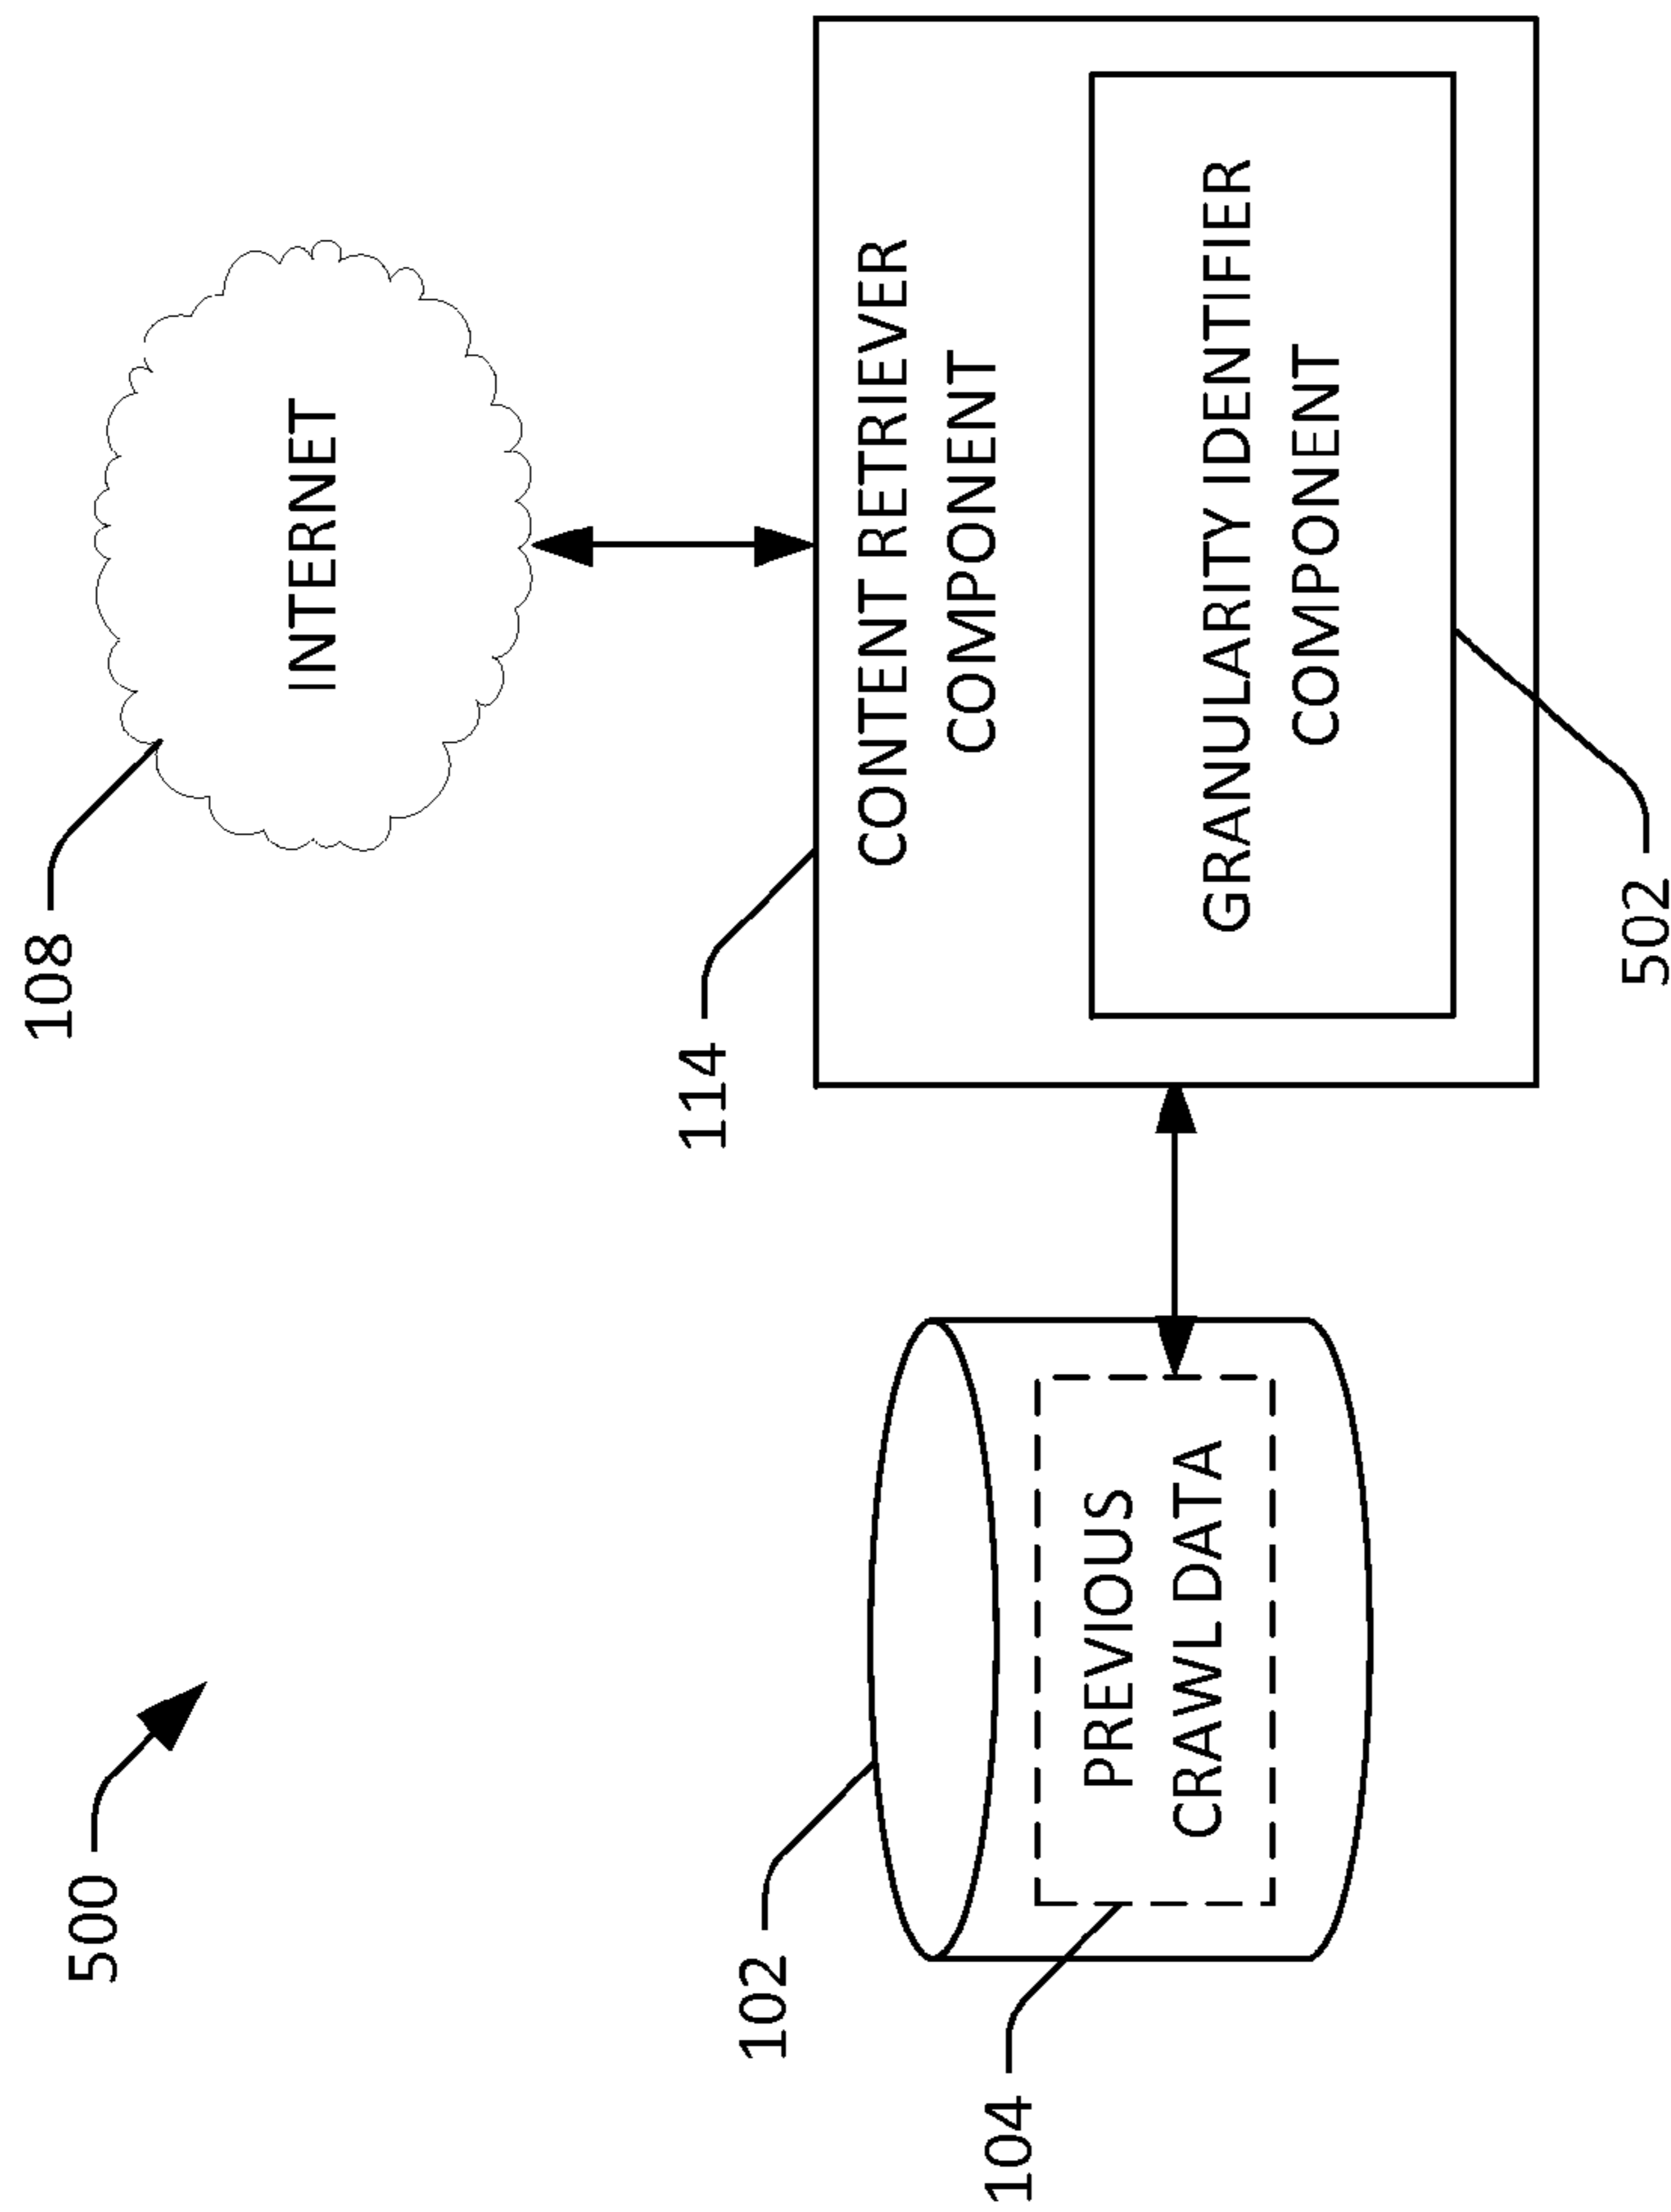 500
108
INTERNET
114
102
CONTENT RETRIEVER
COMPONENT
104
PREVIOUS
CRAWL DATA
GRANULARITY IDENTIFIER
COMPONENT
502